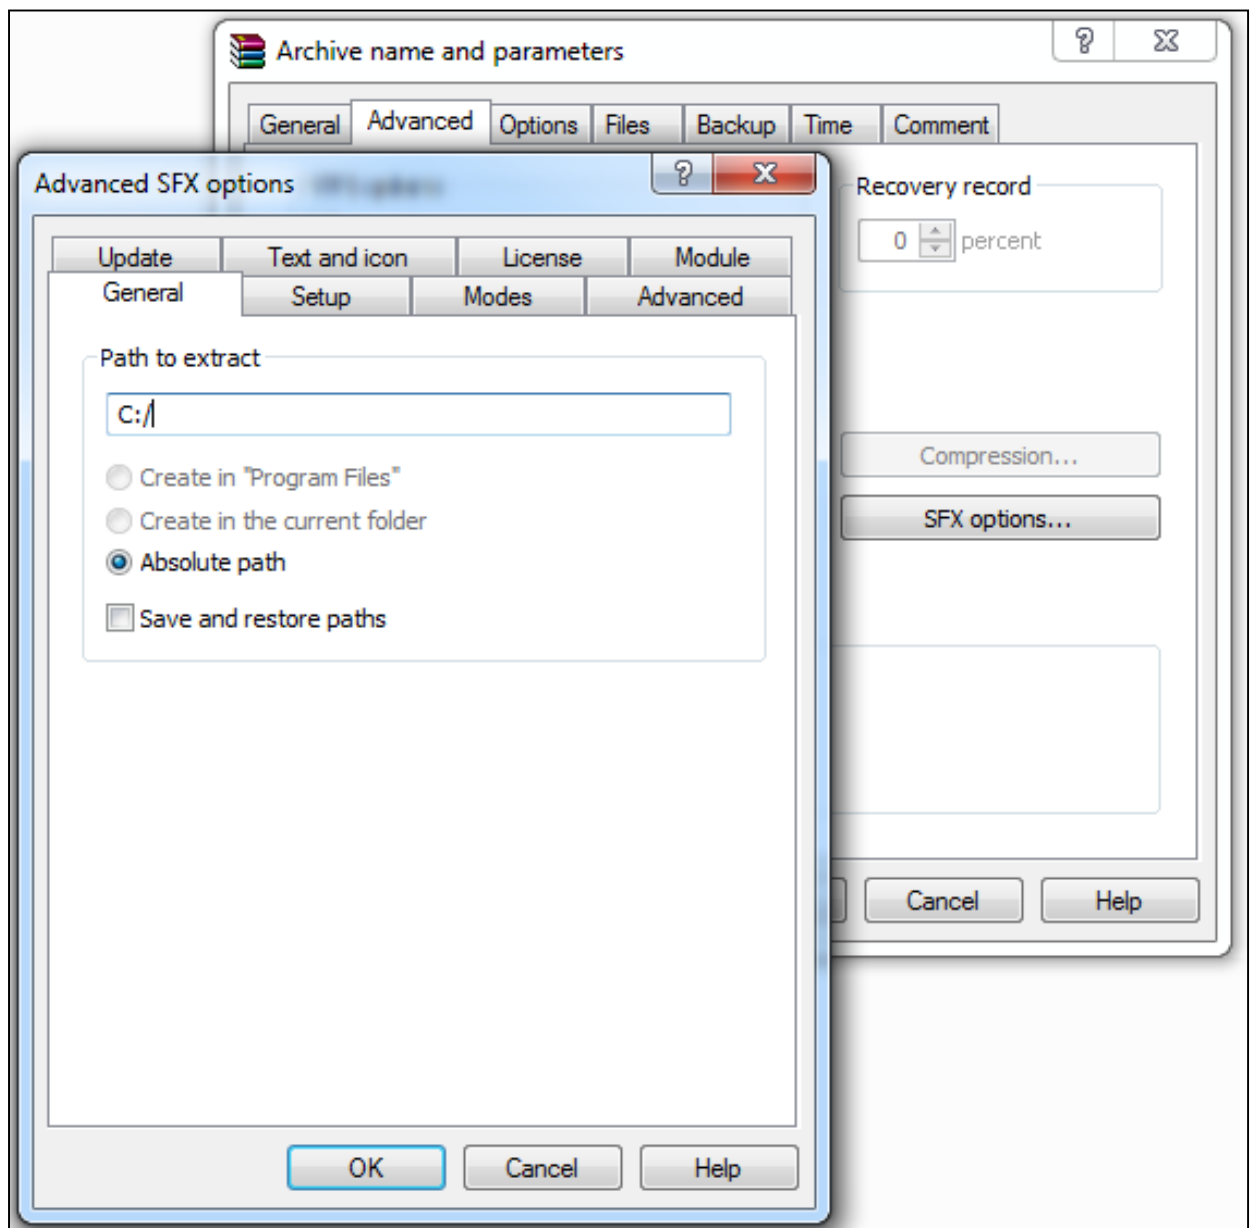 Archive name and parameters
General Advanced Options Files Backup Time Comment
Advanced SFX options
Recovery record
0 percent
Update Text and icon License Module
General Setup Modes Advanced
Path to extract
C:/
Create in "Program Files"
Create in the current folder
Absolute path
Save and restore paths
Compression...
SFX options...
Cancel Help
OK Cancel Help